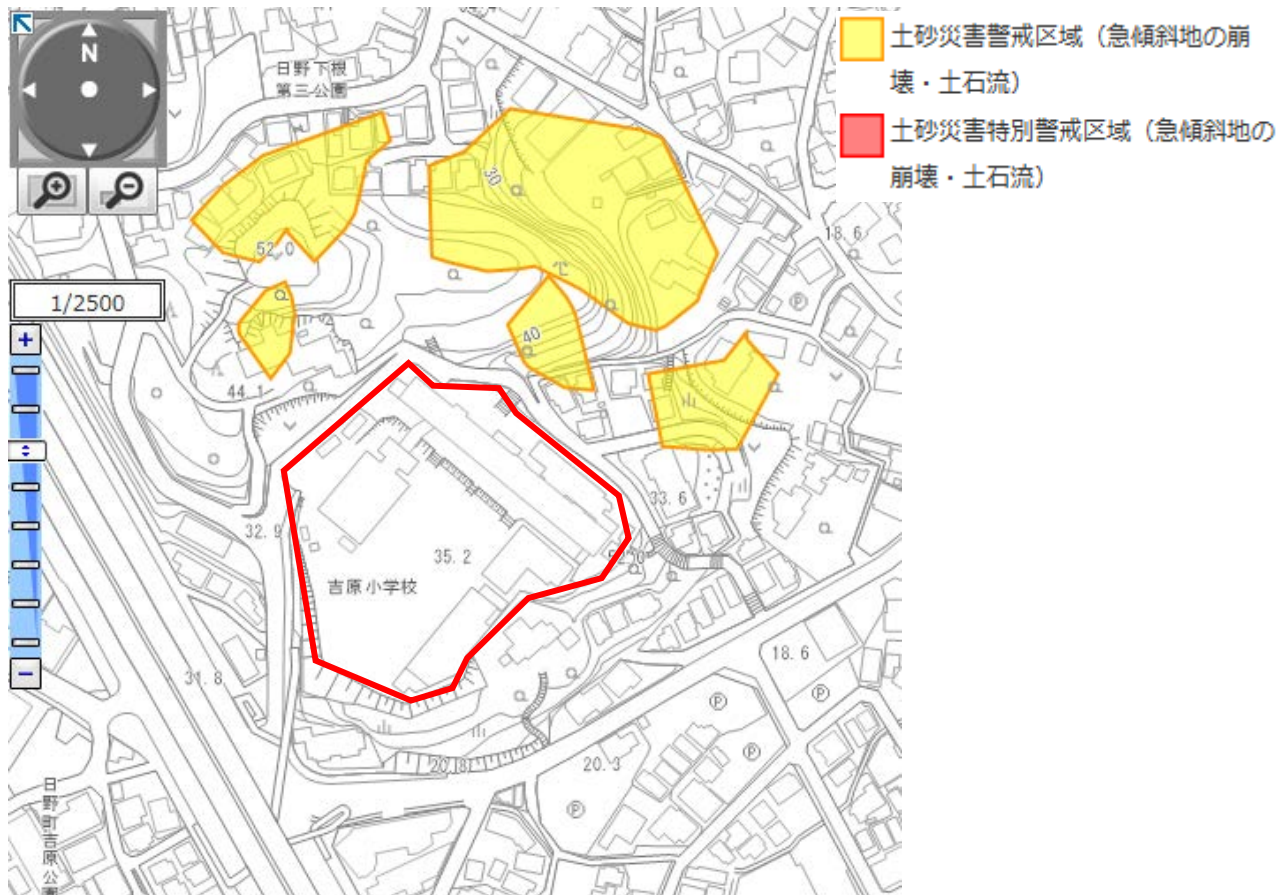 N
日野下根
第三公園
土砂災害警戒区域（急傾斜地の崩
壊・土石流）
土砂災害特別警戒区域（急傾斜地の
崩壊・土石流）
30
18.6
52.0
1/2500
P
40
44.1
33.6
32.9
35.2
52.0
吉原小学校
18.6
31.8
P
P
20.8
20.3
P
P
日野町吉原公園